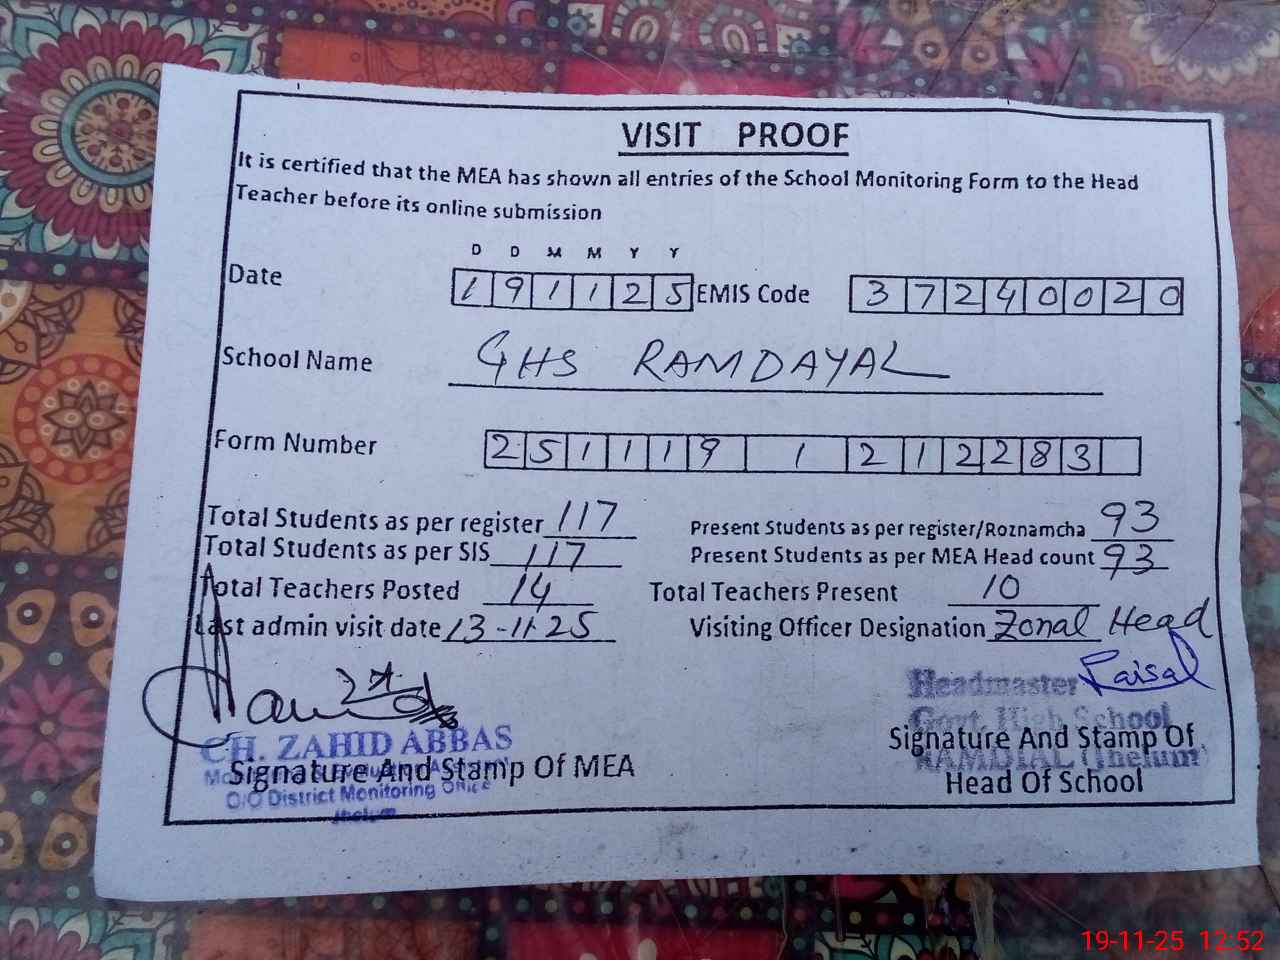 VISIT PROOF
It is certified that the MEA has shown all entries of the School Monitoring Form to the Head
Teacher before its online submission
D D M M Y Y
Date 1 9 1 1 2 5 EMIS Code 3 7 2 4 0 0 2 0
School Name GHS RAMDAYAL
Form Number 2 5 1 1 1 9 1 2 1 2 2 8 3
Total Students as per register 117 Present Students as per register/Roznamcha 93
Total Students as per SIS 117 Present Students as per MEA Head count 93
Total Teachers Posted 14 Total Teachers Present 10
Last admin visit date 13-11-25 Visiting Officer Designation Zonal Head
Headmaster Faisal
Govt. High School
RAMDIAL (Jhelum)
Signature And Stamp Of
Head Of School
CH. ZAHID ABBAS
Monitoring & Evaluation Assistant
O/O District Monitoring Office
Jhelum
Signature And Stamp Of MEA
19-11-25 12:52